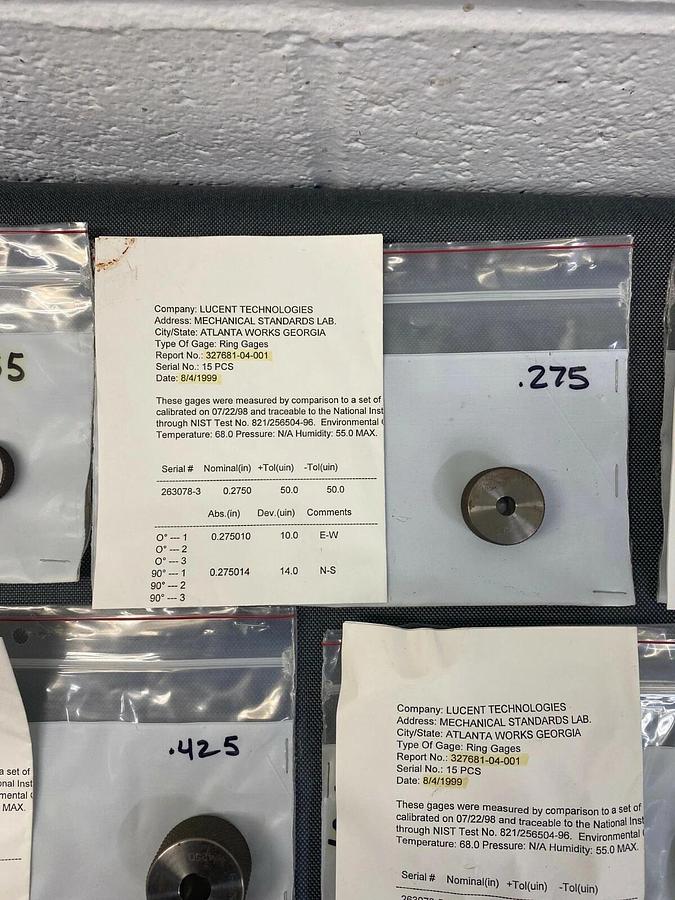 Company: LUCENT TECHNOLOGIES
Address: MECHANICAL STANDARDS LAB.
City/State: ATLANTA WORKS GEORGIA
Type Of Gage: Ring Gages
Report No.: 327681-04-001
Serial No.: 15 PCS
Date: 8/4/1999
These gages were measured by comparison to a set of
calibrated on 07/22/98 and traceable to the National Inst
through NIST Test No. 821/256504-96. Environmental
Temperature: 68.0 Pressure: N/A Humidity: 55.0 MAX.
Serial # Nominal(in) +Tol(uin) -Tol(uin)
263078-3 0.2750 50.0 50.0
Abs.(in) Dev.(uin) Comments
O° --- 1 0.275010 10.0 E-W
O° --- 2
O° --- 3
90° --- 1 0.275014 14.0 N-S
90° --- 2
90° --- 3
.275
.425
a set of
onal Inst
mental
MAX.
Company: LUCENT TECHNOLOGIES
Address: MECHANICAL STANDARDS LAB.
City/State: ATLANTA WORKS GEORGIA
Type Of Gage: Ring Gages
Report No.: 327681-04-001
Serial No.: 15 PCS
Date: 8/4/1999
These gages were measured by comparison to a set of
calibrated on 07/22/98 and traceable to the National Inst
through NIST Test No. 821/256504-96. Environmental
Temperature: 68.0 Pressure: N/A Humidity: 55.0 MAX.
Serial # Nominal(in) +Tol(uin) -Tol(uin)